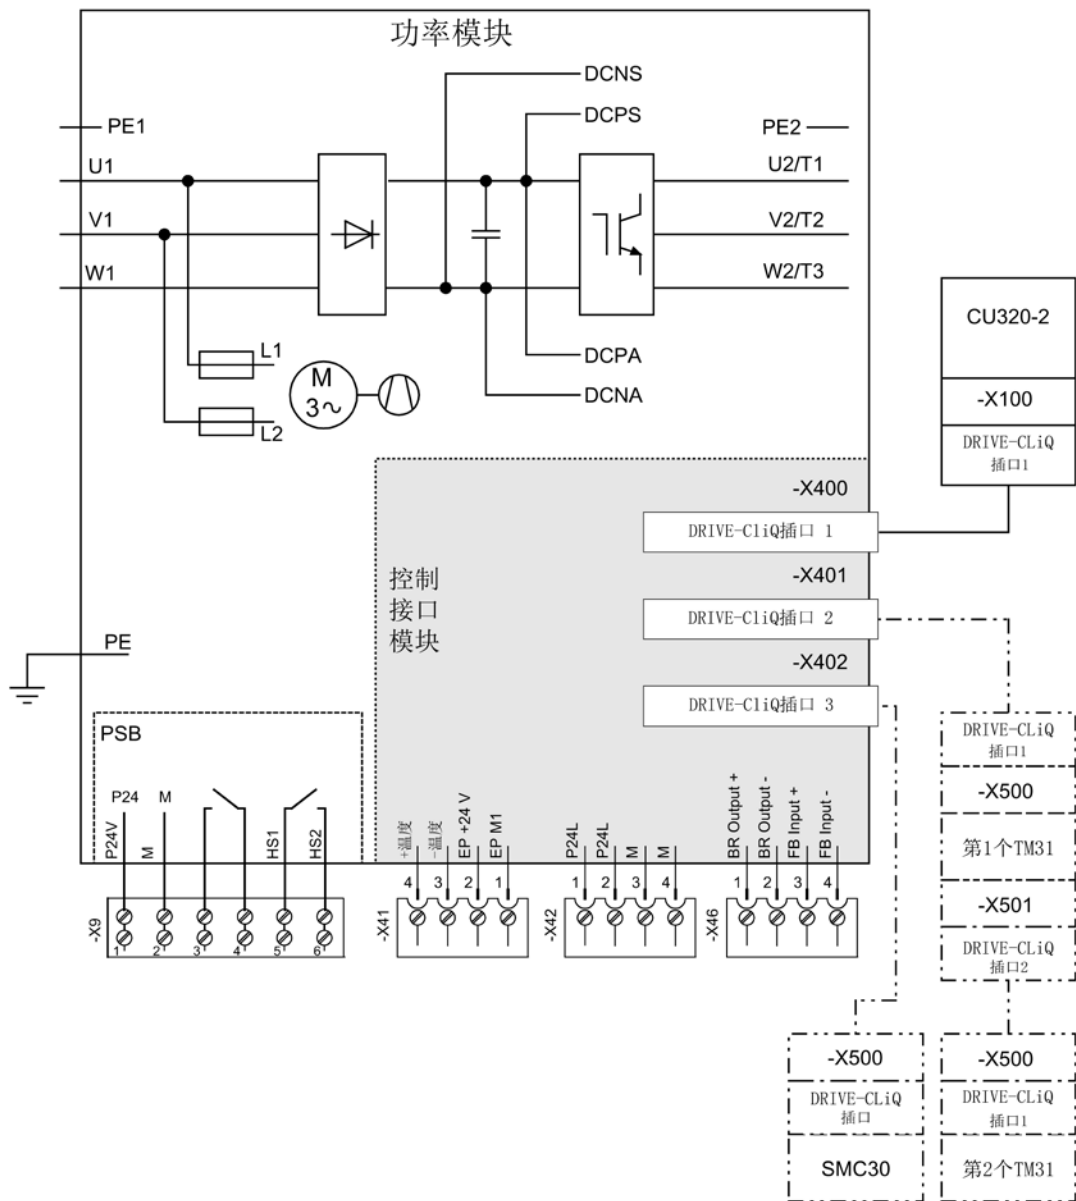 功率模块
DCNS
DCPS
PE1
PE2
U1
U2/T1
V1
V2/T2
W1
W2/T3
L1
M
3~
L2
DCPA
DCNA
CU320-2
-X100
DRIVE-CLiQ
插口1
-X400
DRIVE-CliQ插口 1
-X401
DRIVE-CliQ插口 2
-X402
DRIVE-CliQ插口 3
控制
接口
模块
PE
PSB
P24
M
P24V
M
HS1
HS2
+温度
-温度
EP +24 V
EP M1
P24L
P24L
M
M
BR Output +
BR Output -
FB Input +
FB Input -
-X9
1
2
3
4
5
6
-X41
4
3
2
1
-X42
1
2
3
4
-X46
1
2
3
4
DRIVE-CLiQ
插口1
-X500
第1个TM31
-X501
DRIVE-CLiQ
插口2
-X500
DRIVE-CLiQ
插口
SMC30
-X500
DRIVE-CLiQ
插口1
第2个TM31